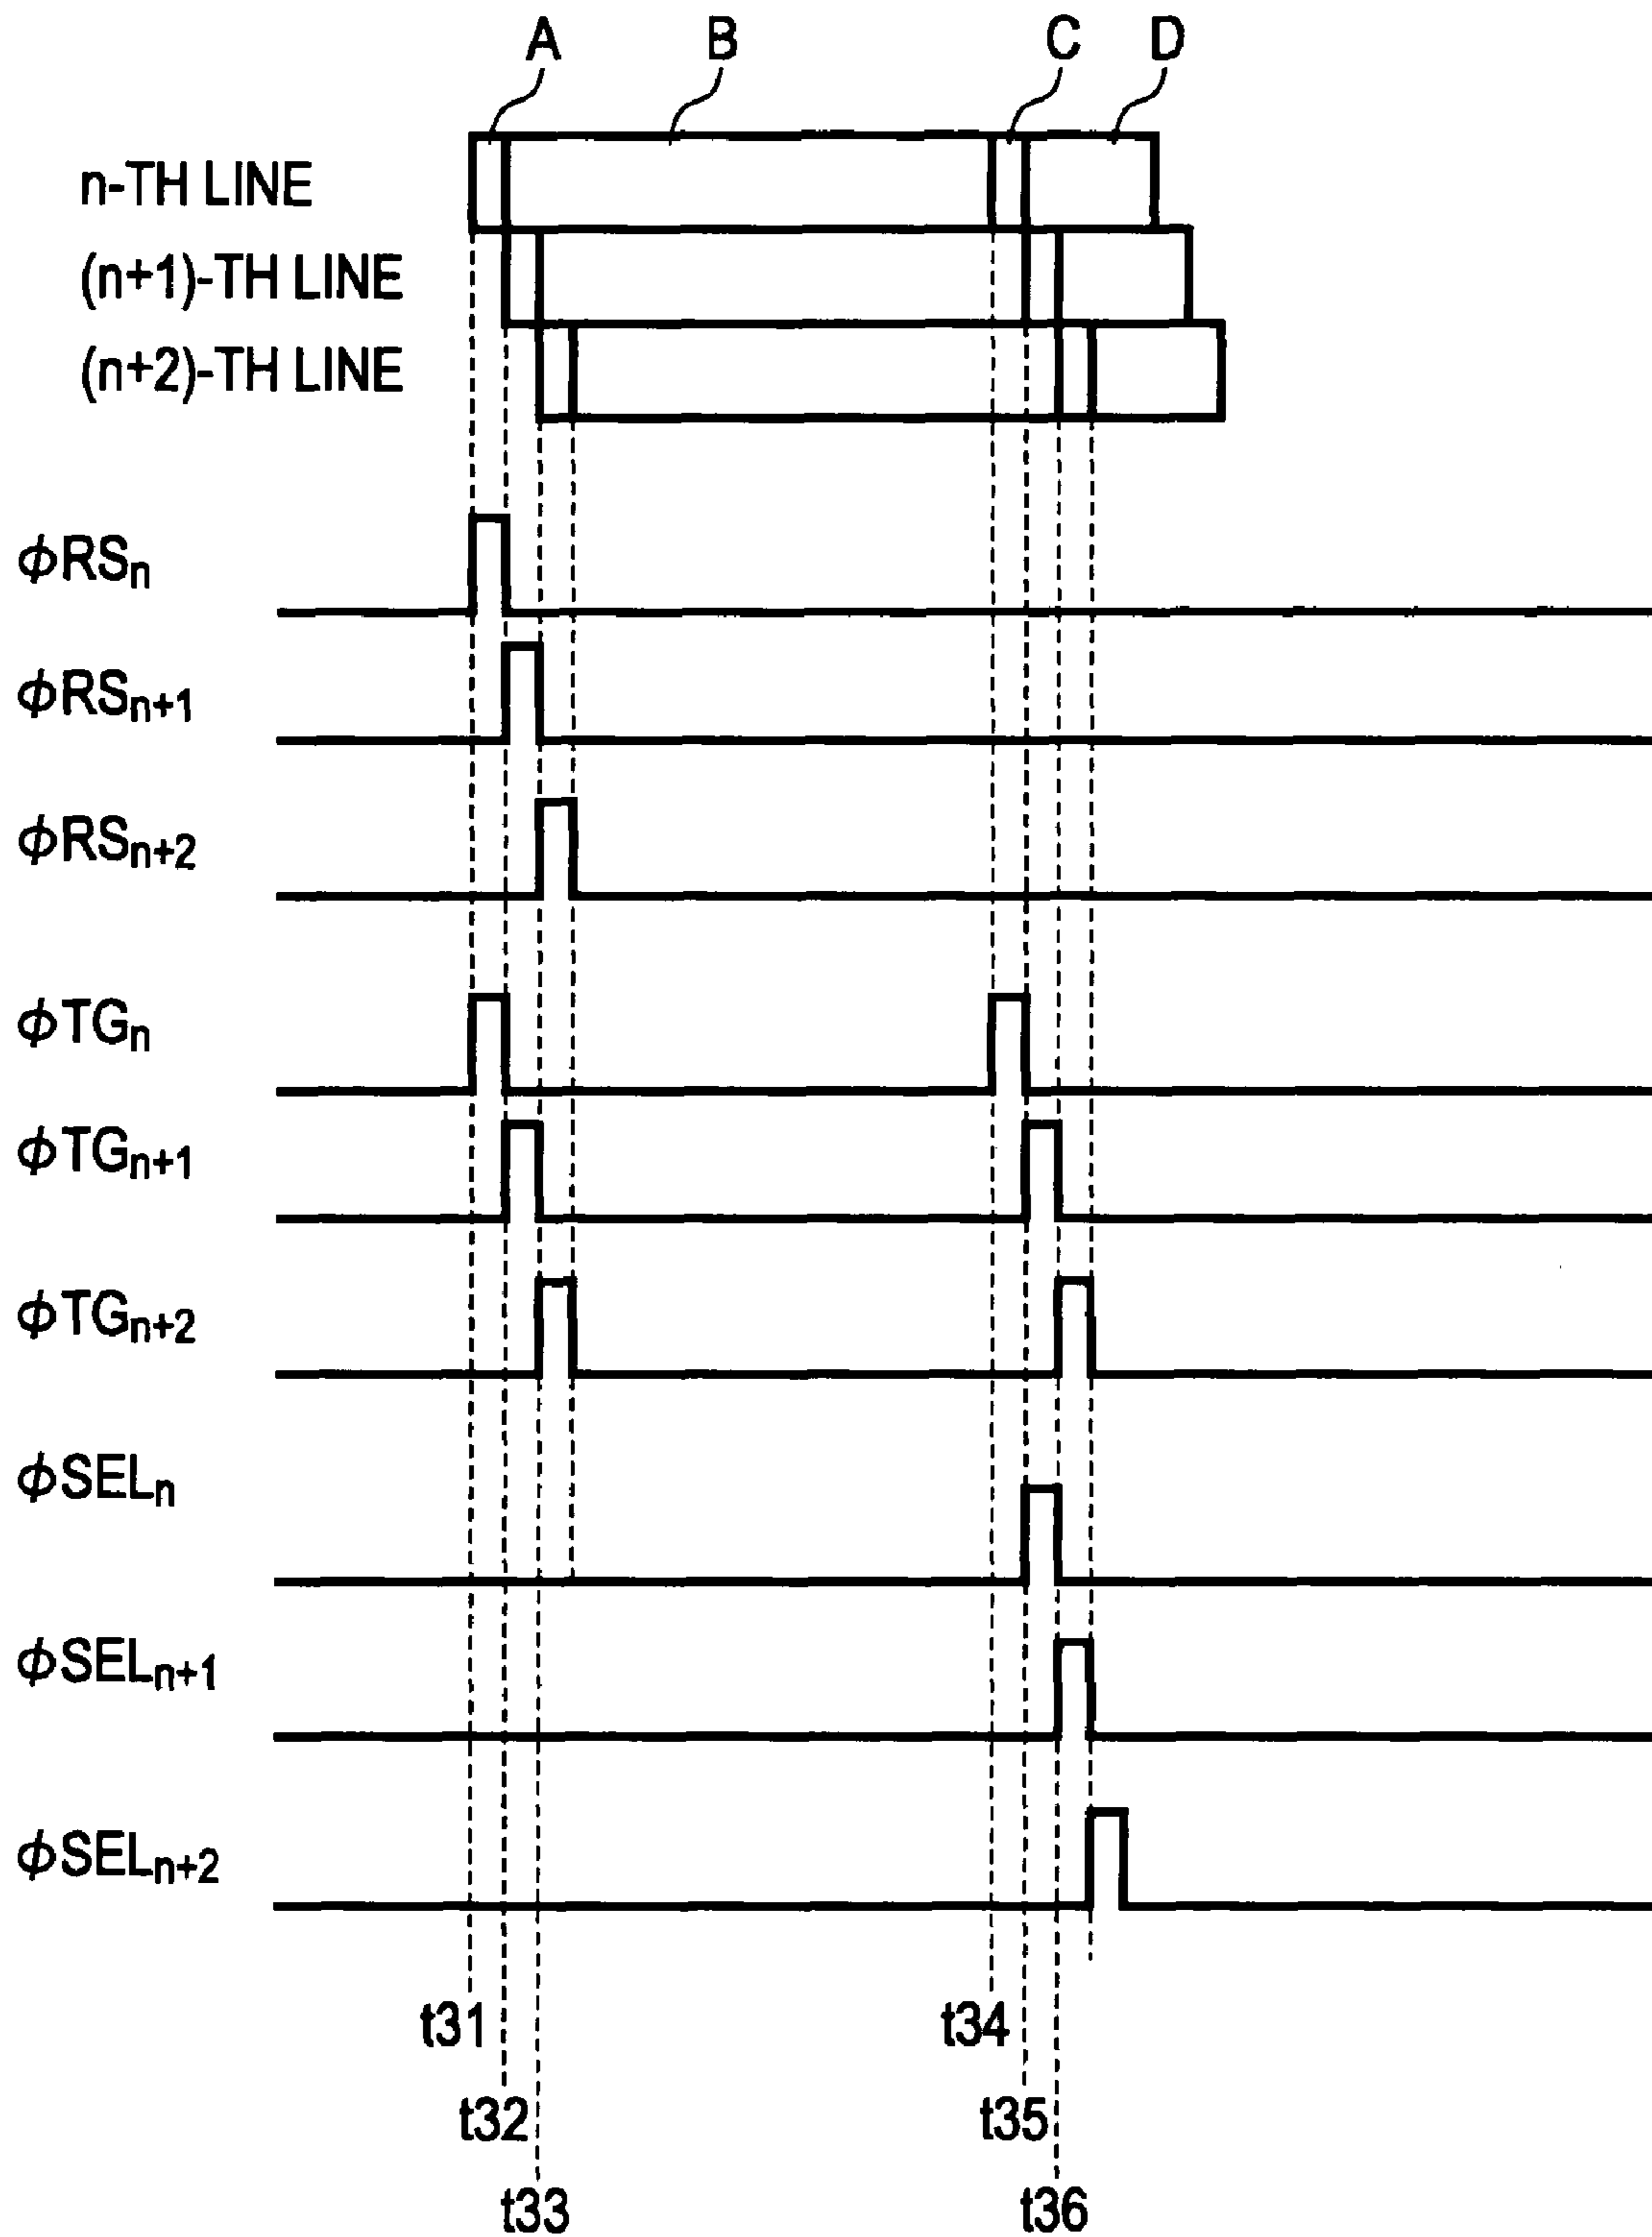 A B C D
n-TH LINE
(n+1)-TH LINE
(n+2)-TH LINE
ϕRSn
ϕRSn+1
ϕRSn+2
ϕTGn
ϕTGn+1
ϕTGn+2
ϕSELn
ϕSELn+1
ϕSELn+2
t31 t34
t32 t35
t33 t36